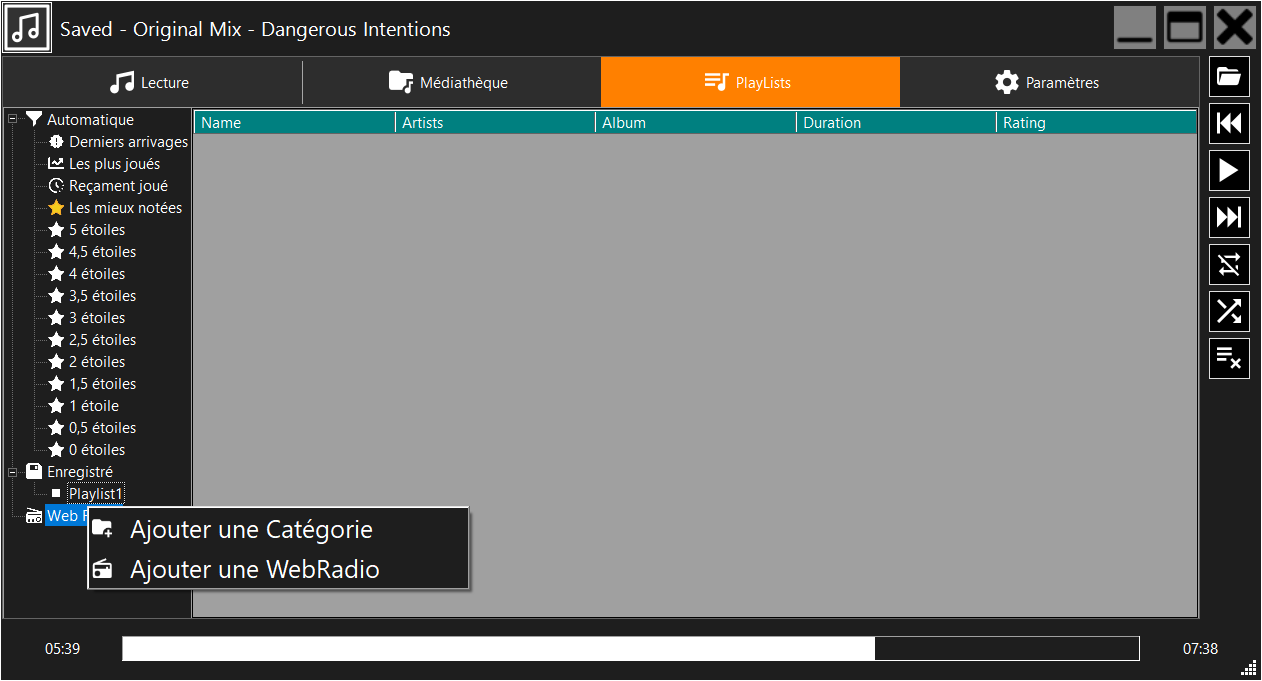 Saved - Original Mix - Dangerous Intentions
Lecture
Médiathèque
PlayLists
Paramètres
Name
Artists
Album
Duration
Rating
Automatique
Derniers arrivages
Les plus joués
Reçament joué
Les mieux notées
5 étoiles
4,5 étoiles
4 étoiles
3,5 étoiles
3 étoiles
2,5 étoiles
2 étoiles
1,5 étoiles
1 étoile
0,5 étoiles
0 étoiles
Enregistré
Playlist1
Web
Ajouter une Catégorie
Ajouter une WebRadio
05:39
07:38